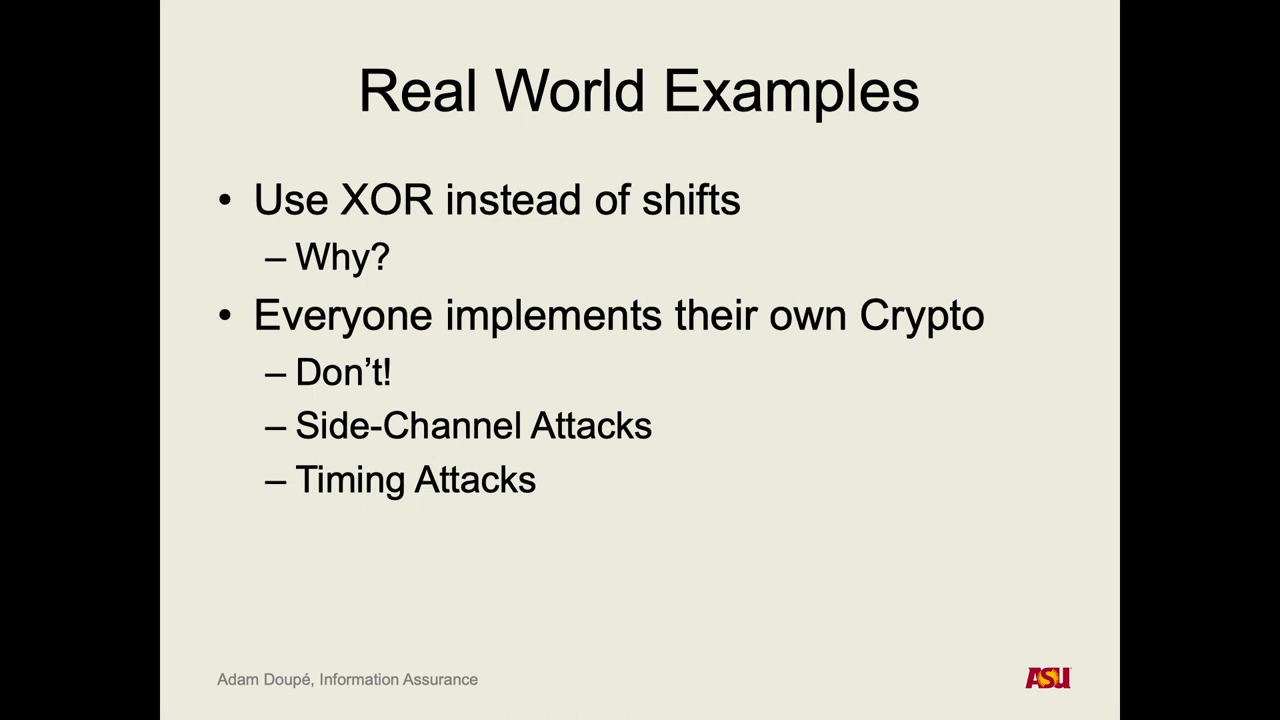 Real World Examples
• Use XOR instead of shifts
– Why?
• Everyone implements their own Crypto
– Don’t!
– Side-Channel Attacks
– Timing Attacks
Adam Doupé, Information Assurance
ASU